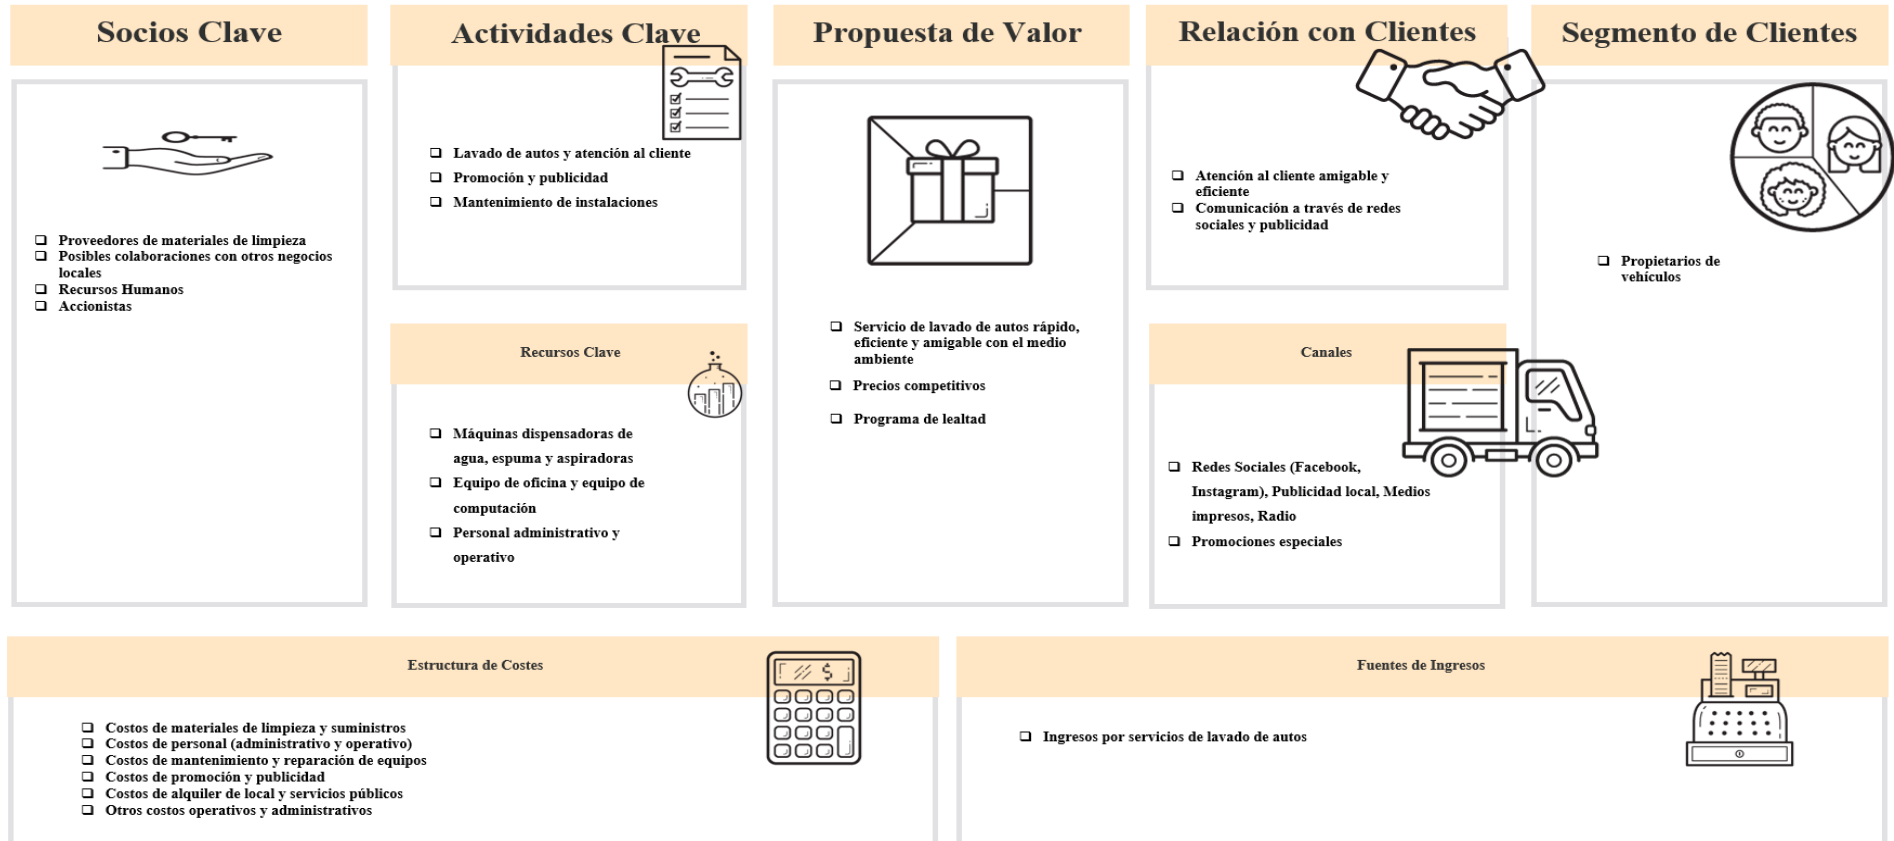 Socios Clave
❑ Proveedores de materiales de limpieza
❑ Posibles colaboraciones con otros negocios
locales
❑ Recursos Humanos
❑ Accionistas
Actividades Clave
❑ Lavado de autos y atención al cliente
❑ Promoción y publicidad
❑ Mantenimiento de instalaciones
Recursos Clave
❑ Máquinas dispensadoras de
agua, espuma y aspiradoras
❑ Equipo de oficina y equipo de
computación
❑ Personal administrativo y
operativo
Propuesta de Valor
❑ Servicio de lavado de autos rápido,
eficiente y amigable con el medio
ambiente
❑ Precios competitivos
❑ Programa de lealtad
Relación con Clientes
❑ Atención al cliente amigable y
eficiente
❑ Comunicación a través de redes
sociales y publicidad
Canales
❑ Redes Sociales (Facebook,
Instagram), Publicidad local, Medios
impresos, Radio
❑ Promociones especiales
Segmento de Clientes
❑ Propietarios de
vehículos
Estructura de Costes
$
❑ Costos de materiales de limpieza y suministros
❑ Costos de personal (administrativo y operativo)
❑ Costos de mantenimiento y reparación de equipos
❑ Costos de promoción y publicidad
❑ Costos de alquiler de local y servicios públicos
❑ Otros costos operativos y administrativos
Fuentes de Ingresos
❑ Ingresos por servicios de lavado de autos